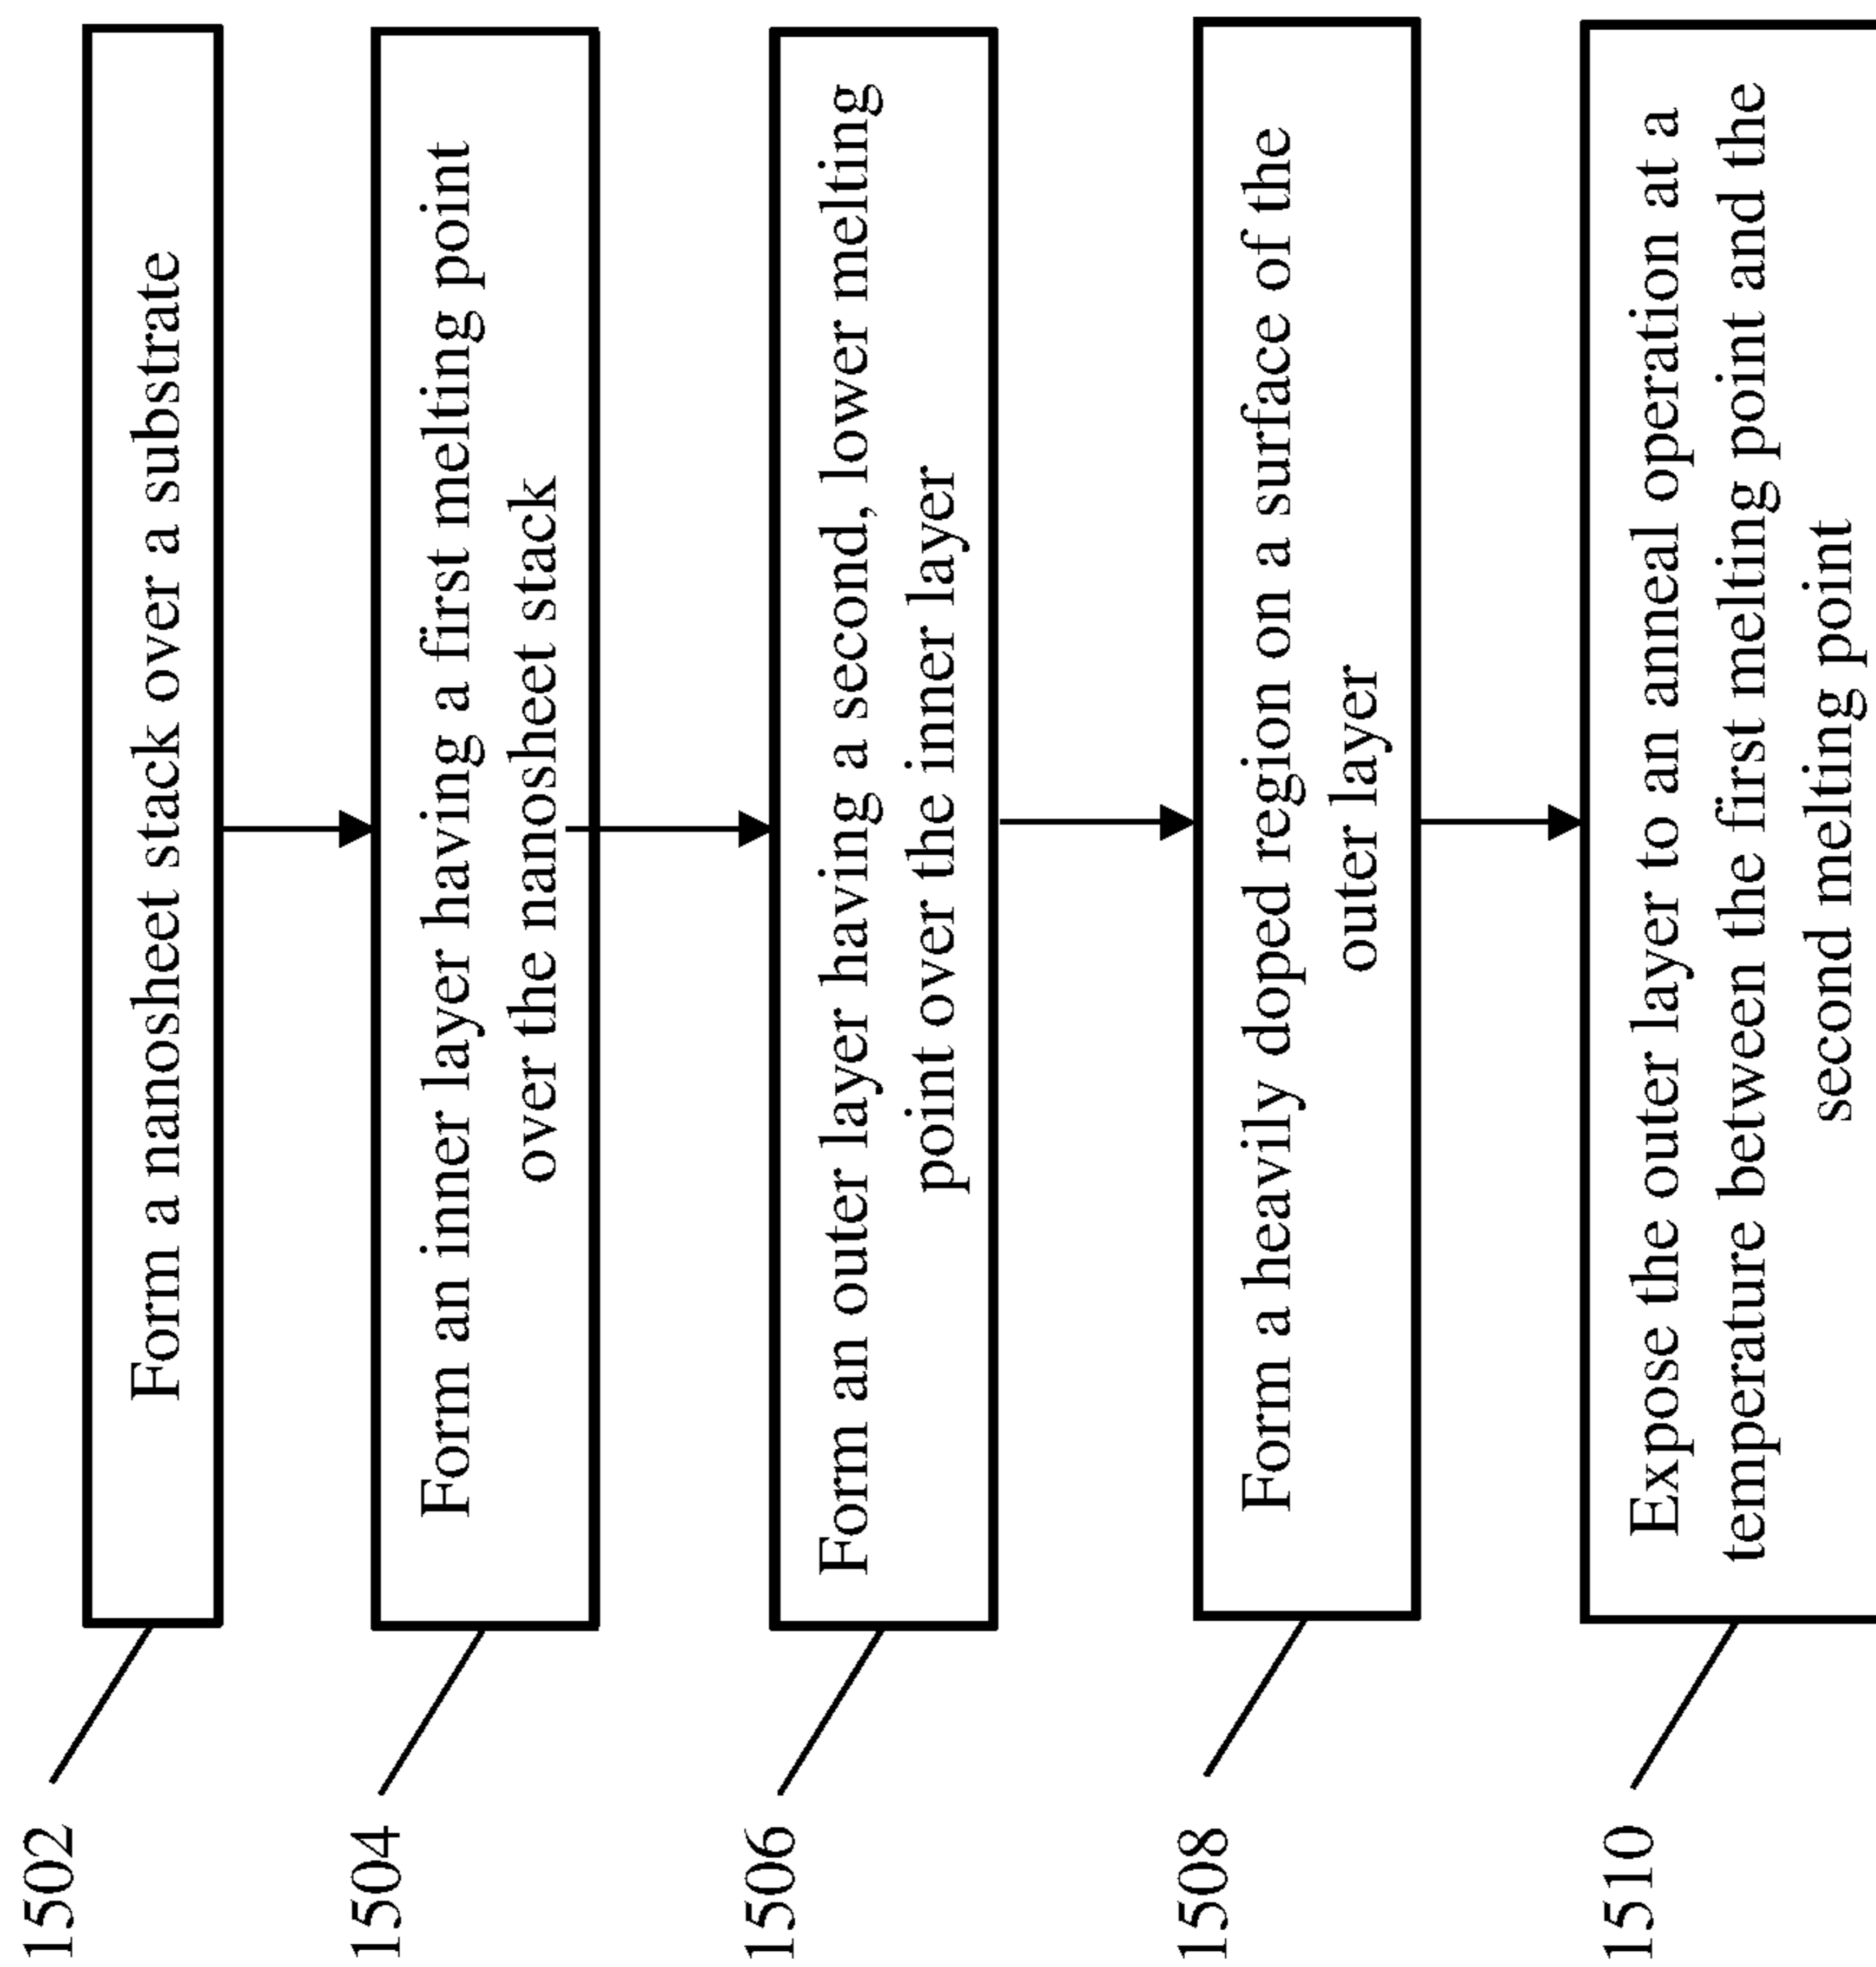 1502
Form a nanosheet stack over a substrate
1504
Form an inner layer having a first melting point
over the nanosheet stack
1506
Form an outer layer having a second, lower melting
point over the inner layer
1508
Form a heavily doped region on a surface of the
outer layer
1510
Expose the outer layer to an anneal operation at a
temperature between the first melting point and the
second melting point